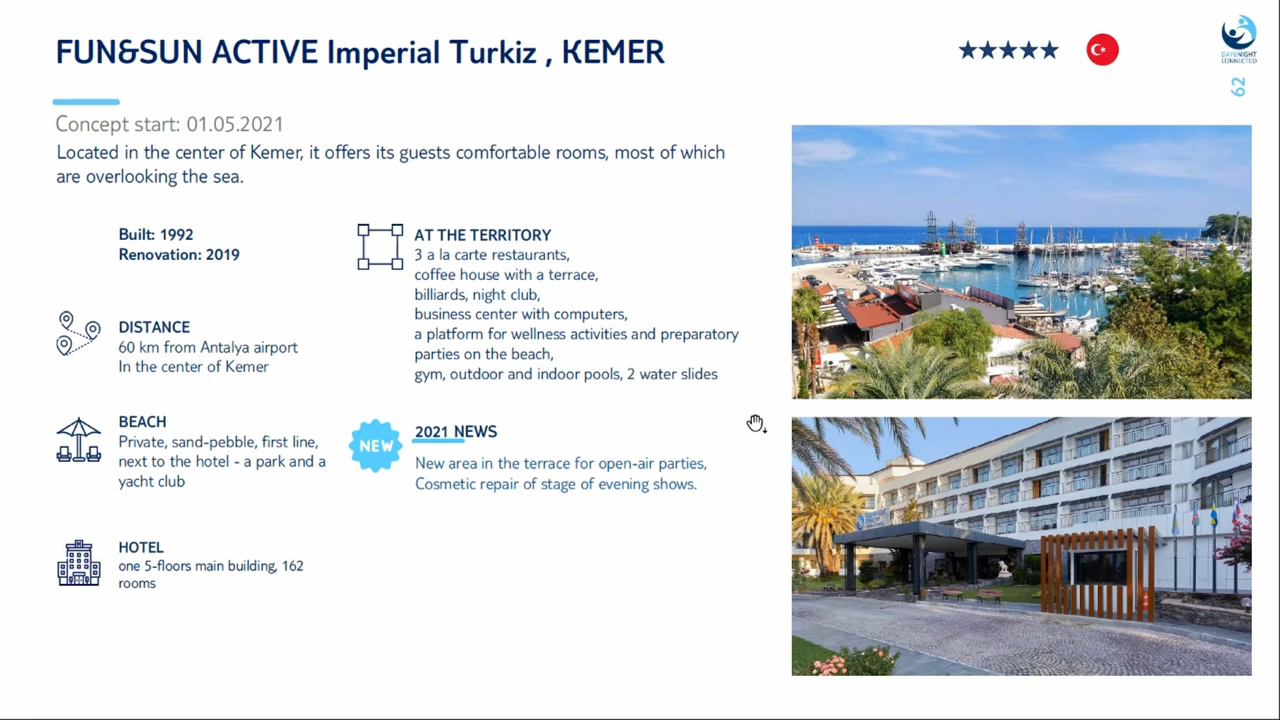 FUN&SUN ACTIVE Imperial Turkiz , KEMER
DAY&NIGHT
CONNECTED
62
Concept start: 01.05.2021
Located in the center of Kemer, it offers its guests comfortable rooms, most of which
are overlooking the sea.
Built: 1992
Renovation: 2019
DISTANCE
60 km from Antalya airport
In the center of Kemer
BEACH
Private, sand-pebble, first line,
next to the hotel - a park and a
yacht club
HOTEL
one 5-floors main building, 162
rooms
AT THE TERRITORY
3 a la carte restaurants,
coffee house with a terrace,
billiards, night club,
business center with computers,
a platform for wellness activities and preparatory
parties on the beach,
gym, outdoor and indoor pools, 2 water slides
NEW
2021 NEWS
New area in the terrace for open-air parties,
Cosmetic repair of stage of evening shows.